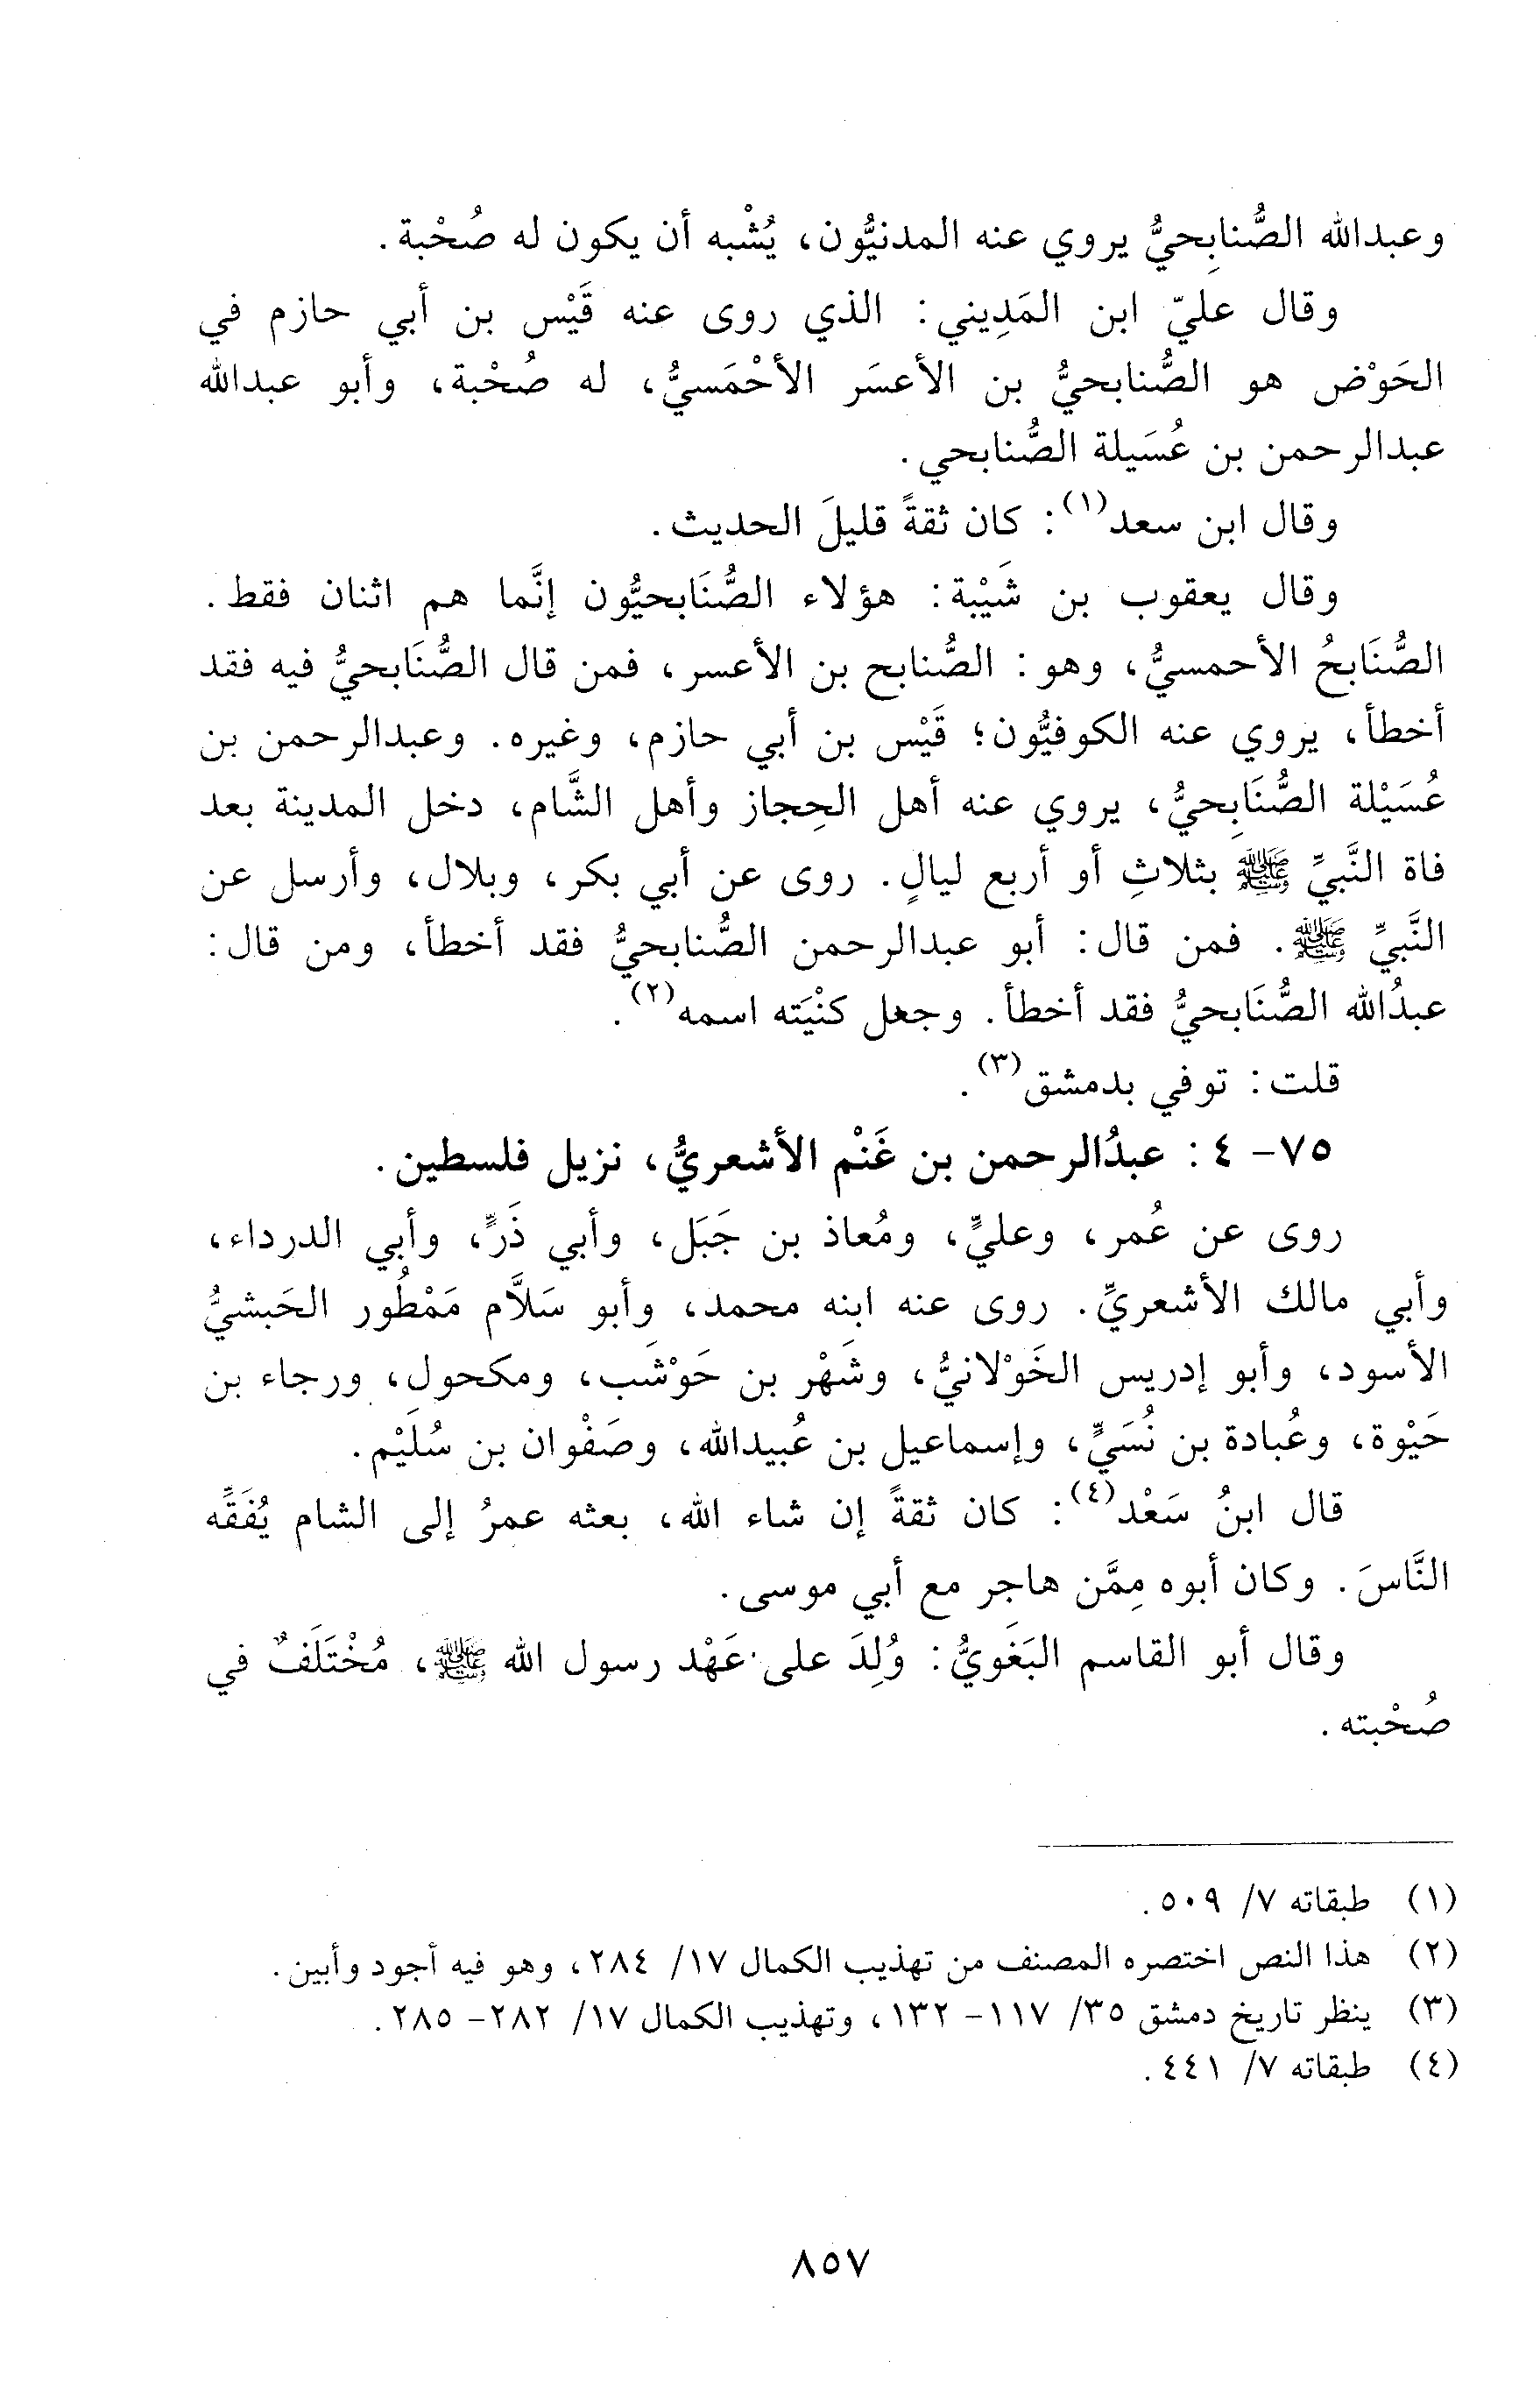 وعبدالله الصُّنابِحيُّ يروي عنه المدنيُّون، يُشْبه أن يكون له صُحْبة.
وقال عليّ ابن المَدِيني: الذي روى عنه قَيْس بن أبي حازم في
الحَوْض هو الصُّنابحيُّ بن الأعسَر الأحْمَسيُّ، له صُحْبة، وأبو عبدالله
عبدالرحمن بن عُسَيلة الصُّنابحي.
وقال ابن سعد(١): كان ثقةً قليلَ الحديث.
وقال يعقوب بن شَيْبة: هؤلاء الصُّنَابحيُّون إنَّما هم اثنان فقط.
الصُّنَابحُ الأحمسيُّ، وهو: الصُّنابح بن الأعسر، فمن قال الصُّنَابحيُّ فيه فقد
أخطأ، يروي عنه الكوفيُّون؛ قَيْس بن أبي حازم، وغيره. وعبدالرحمن بن
عُسَيْلة الصُّنَابِحيُّ، يروي عنه أهل الحِجاز وأهل الشَّام، دخل المدينة بعد
فاة النَّبيِّ ﷺ بثلاثِ أو أربع ليالٍ. روى عن أبي بكر، وبلال، وأرسل عن
النَّبيِّ ﷺ. فمن قال: أبو عبدالرحمن الصُّنابحيُّ فقد أخطأ، ومن قال:
عبدُالله الصُّنَابحيُّ فقد أخطأ. وجعل كنْيَته اسمه(٢).
قلت: توفي بدمشق(٣).
٧٥- ٤: عبدُالرحمن بن غَنْم الأشعريُّ، نزيل فلسطين.
روى عن عُمر، وعليٍّ، ومُعاذ بن جَبَل، وأبي ذَرٍّ، وأبي الدرداء،
وأبي مالك الأشعريِّ. روى عنه ابنه محمد، وأبو سَلاَّم مَمْطُور الحَبشيُّ
الأسود، وأبو إدريس الخَوْلانيُّ، وشَهْر بن حَوْشَب، ومكحول، ورجاء بن
حَيْوة، وعُبادة بن نُسَيٍّ، وإسماعيل بن عُبيدالله، وصَفْوان بن سُلَيْم.
قال ابنُ سَعْد(٤): كان ثقةً إن شاء الله، بعثه عمرُ إلى الشام يُفَقِّه
النَّاسَ. وكان أبوه مِمَّن هاجر مع أبي موسى.
وقال أبو القاسم البَغَويُّ: وُلِدَ على عَهْد رسول الله ﷺ، مُخْتَلَفٌ في
صُحْبته.
(١) طبقاته ٧/ ٥٠٩.
(٢) هذا النص اختصره المصنف من تهذيب الكمال ١٧/ ٢٨٤، وهو فيه أجود وأبين.
(٣) ينظر تاريخ دمشق ٣٥/ ١١٧- ١٣٢، وتهذيب الكمال ١٧/ ٢٨٢- ٢٨٥.
(٤) طبقاته ٧/ ٤٤١.
٨٥٧